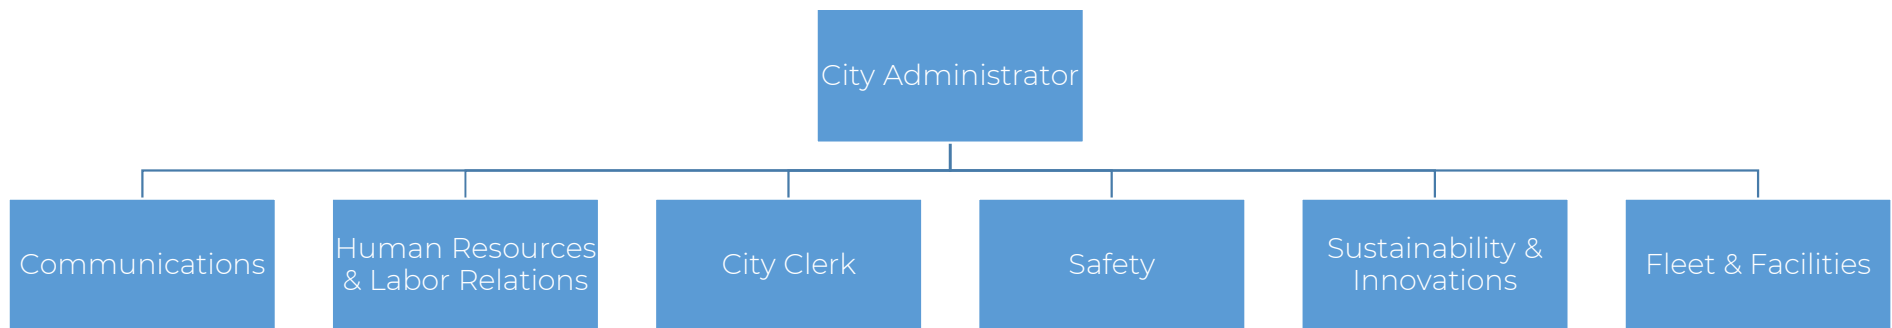 City Administrator
Communications
Human Resources
& Labor Relations
City Clerk
Safety
Sustainability &
Innovations
Fleet & Facilities